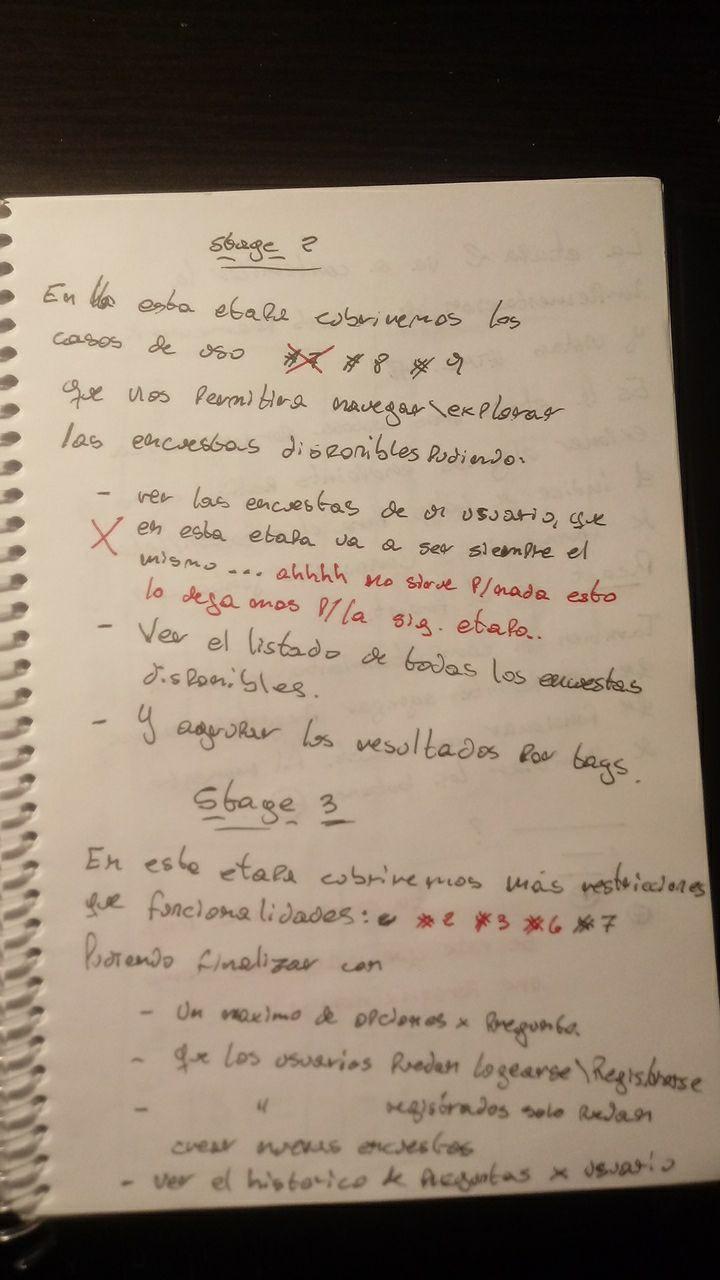 Stage 2
En esta etapa cubriremos los
casos de uso #7 #8 #9
que nos permitira navegar\explorar
las encuestas disponibles pudiendo:
- ver las encuestas de un usuario, que
X en esta etapa va a ser siempre el
mismo... ahhhh no sirve p/nada esto
lo dejamos p/la sig. etapa..
- Ver el listado de todas los encuestas
disponibles.
- Y agrupar los resultados por tags.
Stage 3
En esta etapa cubriremos más restricciones
que funcionalidades: #2 #3 #6 #7
Pudiendo finalizar con
- Un maximo de opciones x pregunta
- que los usuarios puedan logearse\Registrarse
- " registrados solo puedan
crear nuevas encuestas
- ver el historico de Preguntas x usuario